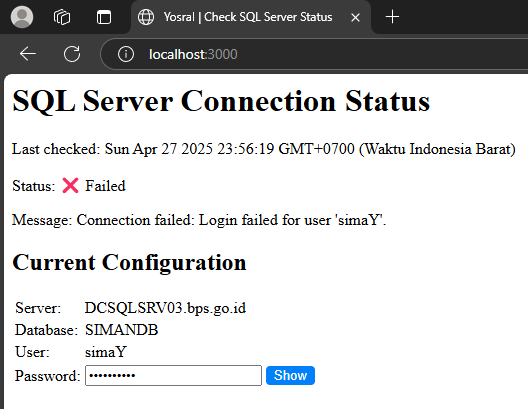 Yosral | Check SQL Server Status
localhost:3000
SQL Server Connection Status
Last checked: Sun Apr 27 2025 23:56:19 GMT+0700 (Waktu Indonesia Barat)
Status: ❌ Failed
Message: Connection failed: Login failed for user 'simaY'.
Current Configuration
Server: DCSQLSRV03.bps.go.id
Database: SIMANDB
User: simaY
Password: •••••••••• Show